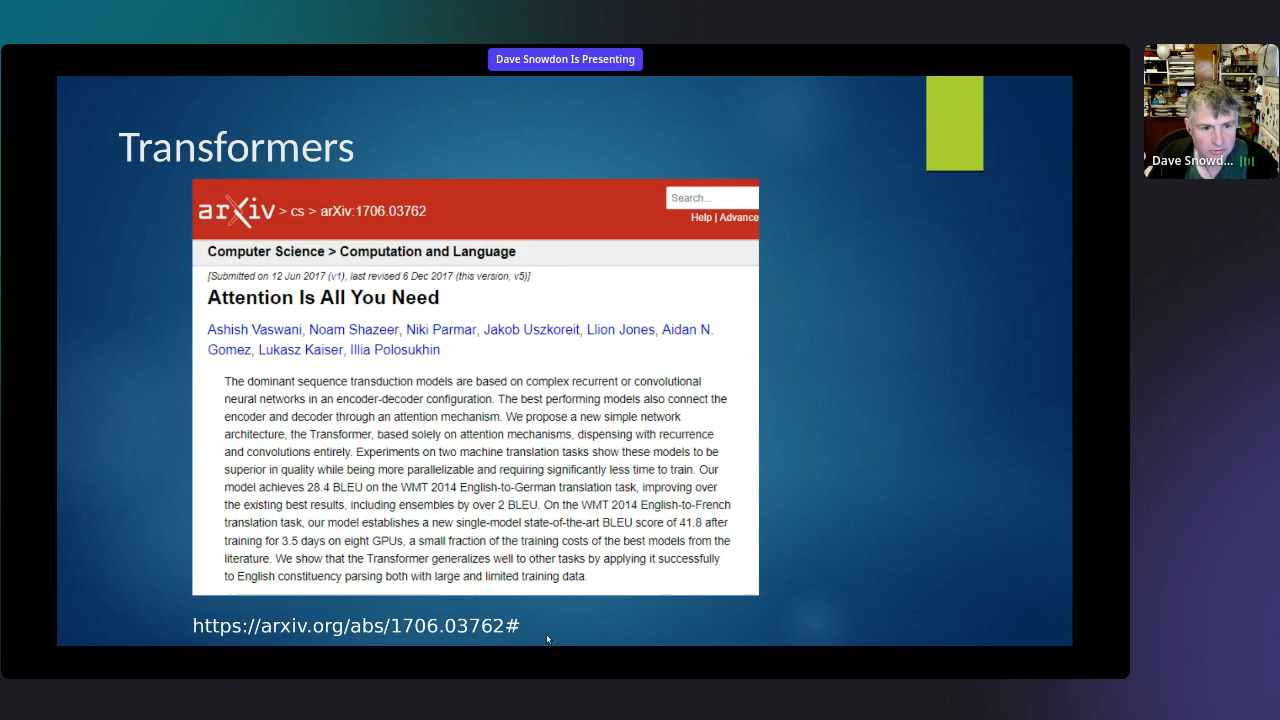 Dave Snowdon Is Presenting
Transformers
arXiv > cs > arXiv:1706.03762
Search...
Help | Advance
Computer Science > Computation and Language
[Submitted on 12 Jun 2017 (v1), last revised 6 Dec 2017 (this version, v5)]
Attention Is All You Need
Ashish Vaswani, Noam Shazeer, Niki Parmar, Jakob Uszkoreit, Llion Jones, Aidan N.
Gomez, Lukasz Kaiser, Illia Polosukhin
The dominant sequence transduction models are based on complex recurrent or convolutional
neural networks in an encoder-decoder configuration. The best performing models also connect the
encoder and decoder through an attention mechanism. We propose a new simple network
architecture, the Transformer, based solely on attention mechanisms, dispensing with recurrence
and convolutions entirely. Experiments on two machine translation tasks show these models to be
superior in quality while being more parallelizable and requiring significantly less time to train. Our
model achieves 28.4 BLEU on the WMT 2014 English-to-German translation task, improving over
the existing best results, including ensembles by over 2 BLEU. On the WMT 2014 English-to-French
translation task, our model establishes a new single-model state-of-the-art BLEU score of 41.8 after
training for 3.5 days on eight GPUs, a small fraction of the training costs of the best models from the
literature. We show that the Transformer generalizes well to other tasks by applying it successfully
to English constituency parsing both with large and limited training data.
https://arxiv.org/abs/1706.03762#
Dave Snowd...